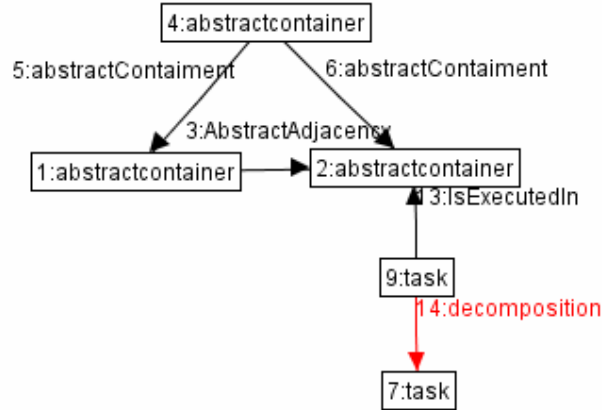 4:abstractcontainer
5:abstractContaiment
6:abstractContaiment
3:AbstractAdjacency
1:abstractcontainer
2:abstractcontainer
13:IsExecutedIn
9:task
14:decomposition
7:task